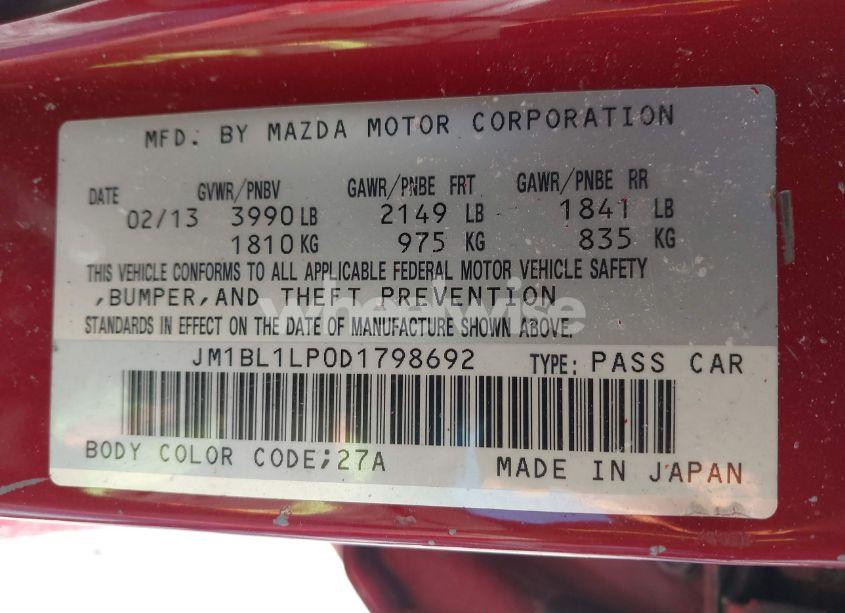 MFD. BY MAZDA MOTOR CORPORATION
DATE GVWR/PNBV GAWR/PNBE FRT GAWR/PNBE RR
02/13 3990 LB 2149 LB 1841 LB
1810 KG 975 KG 835 KG
THIS VEHICLE CONFORMS TO ALL APPLICABLE FEDERAL MOTOR VEHICLE SAFETY
,BUMPER,AND THEFT PREVENTION
wheelwise
STANDARDS IN EFFECT ON THE DATE OF MANUFACTURE SHOWN ABOVE.
JM1BL1LP0D1798692 TYPE: PASS CAR
BODY COLOR CODE;27A MADE IN JAPAN